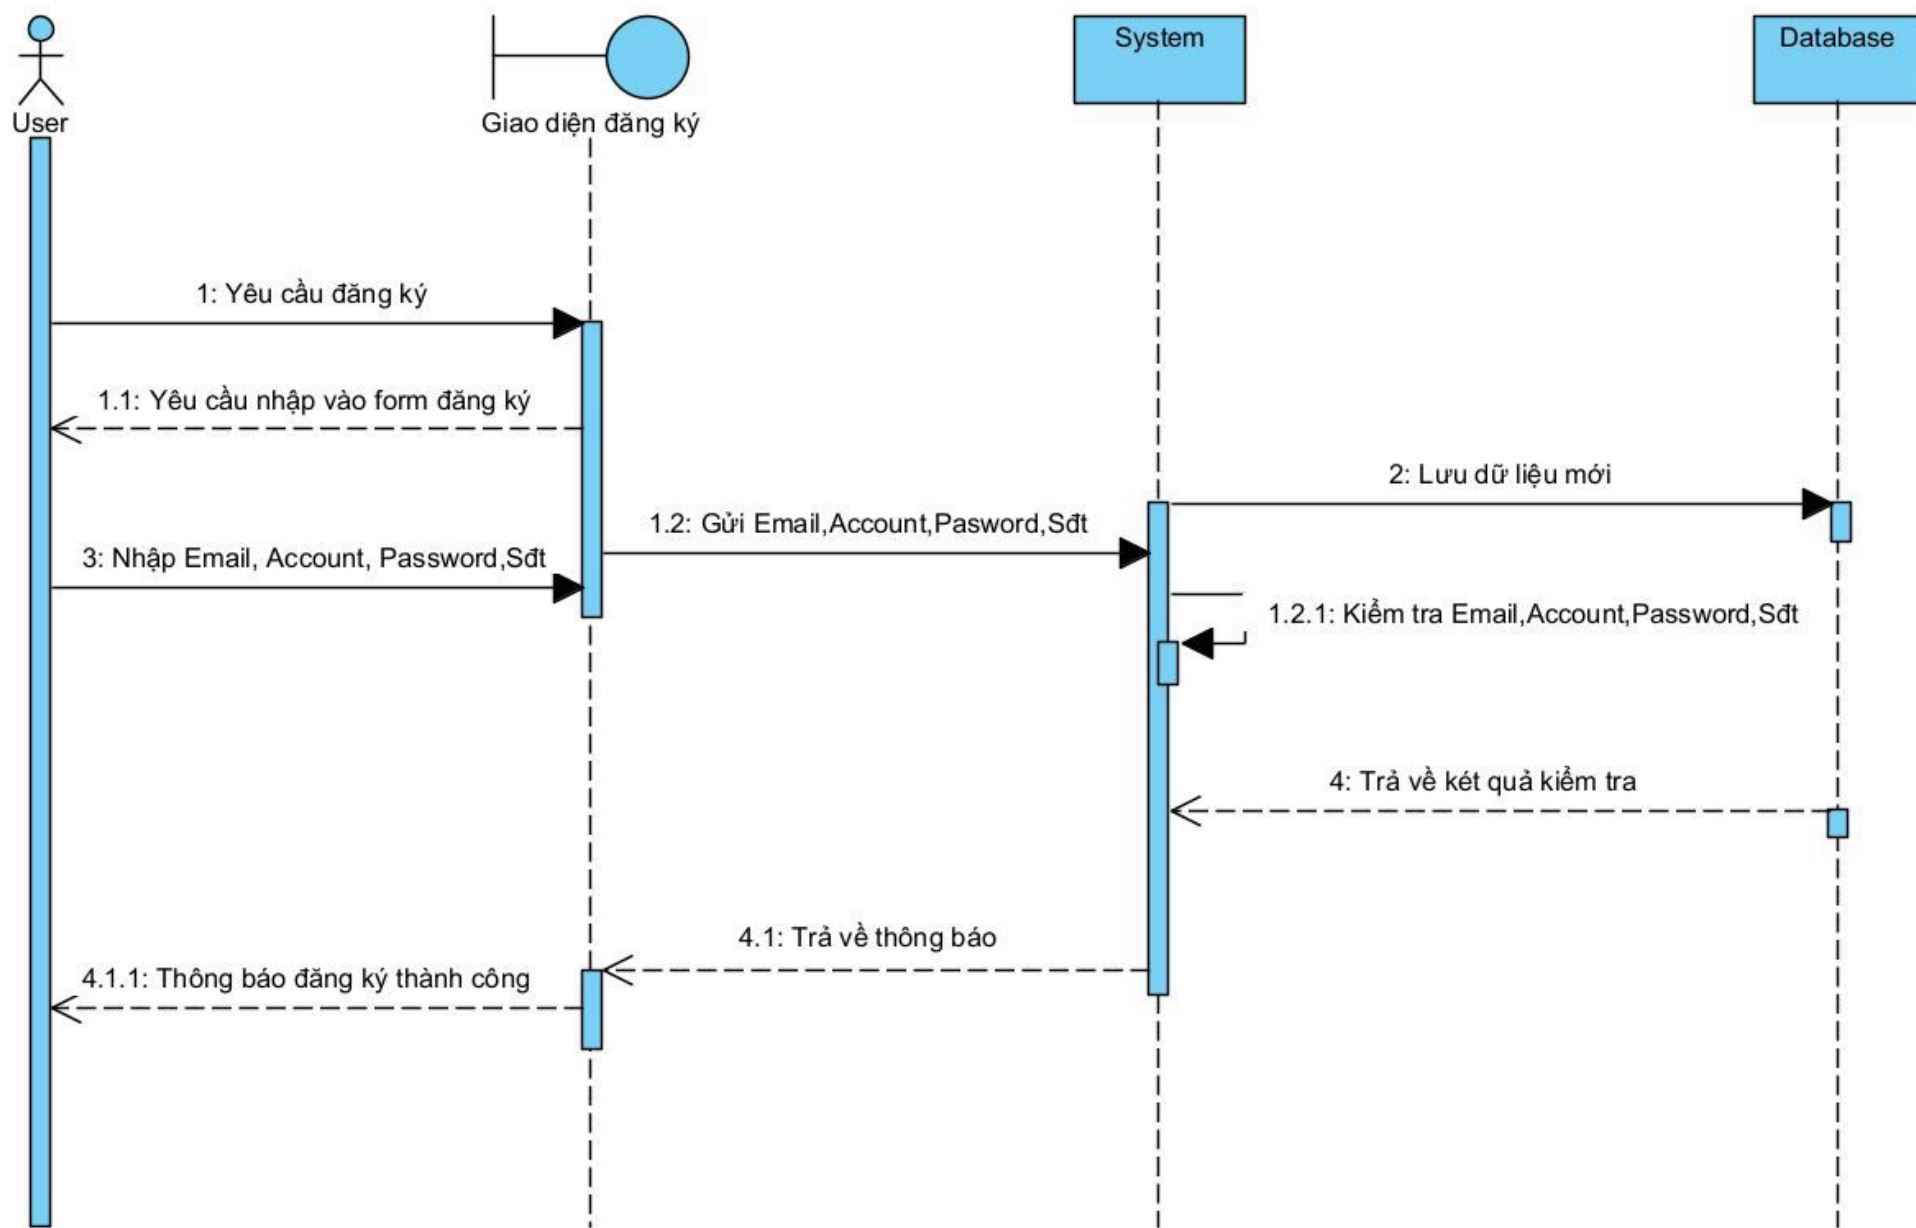 User
Giao diện đăng ký
System
Database
1: Yêu cầu đăng ký
1.1: Yêu cầu nhập vào form đăng ký
2: Lưu dữ liệu mới
1.2: Gửi Email,Account,Pasword,Sđt
3: Nhập Email, Account, Password,Sđt
1.2.1: Kiểm tra Email,Account,Password,Sđt
4: Trả về két quả kiểm tra
4.1: Trả về thông báo
4.1.1: Thông báo đăng ký thành công